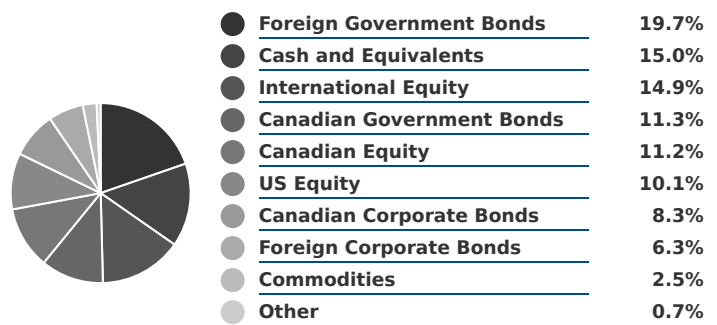 Foreign Government Bonds 19.7%
Cash and Equivalents 15.0%
International Equity 14.9%
Canadian Government Bonds 11.3%
Canadian Equity 11.2%
US Equity 10.1%
Canadian Corporate Bonds 8.3%
Foreign Corporate Bonds 6.3%
Commodities 2.5%
Other 0.7%